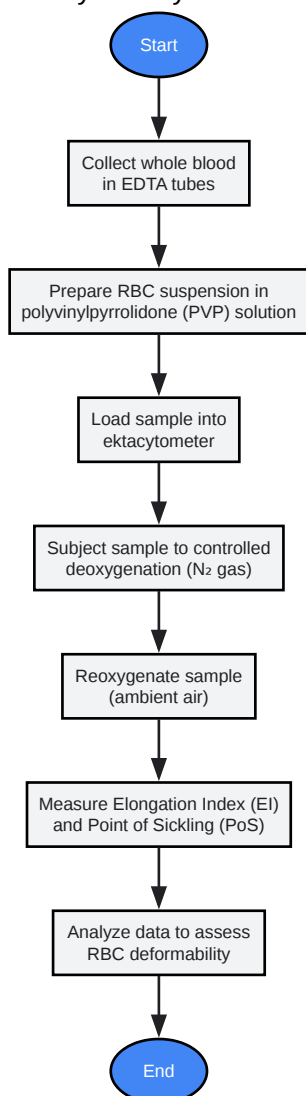 Start
Collect whole blood
in EDTA tubes
Prepare RBC suspension in
polyvinylpyrrolidone (PVP) solution
Load sample into
ektacytometer
Subject sample to controlled
deoxygenation (N₂ gas)
Reoxygenate sample
(ambient air)
Measure Elongation Index (EI)
and Point of Sickling (PoS)
Analyze data to assess
RBC deformability
End